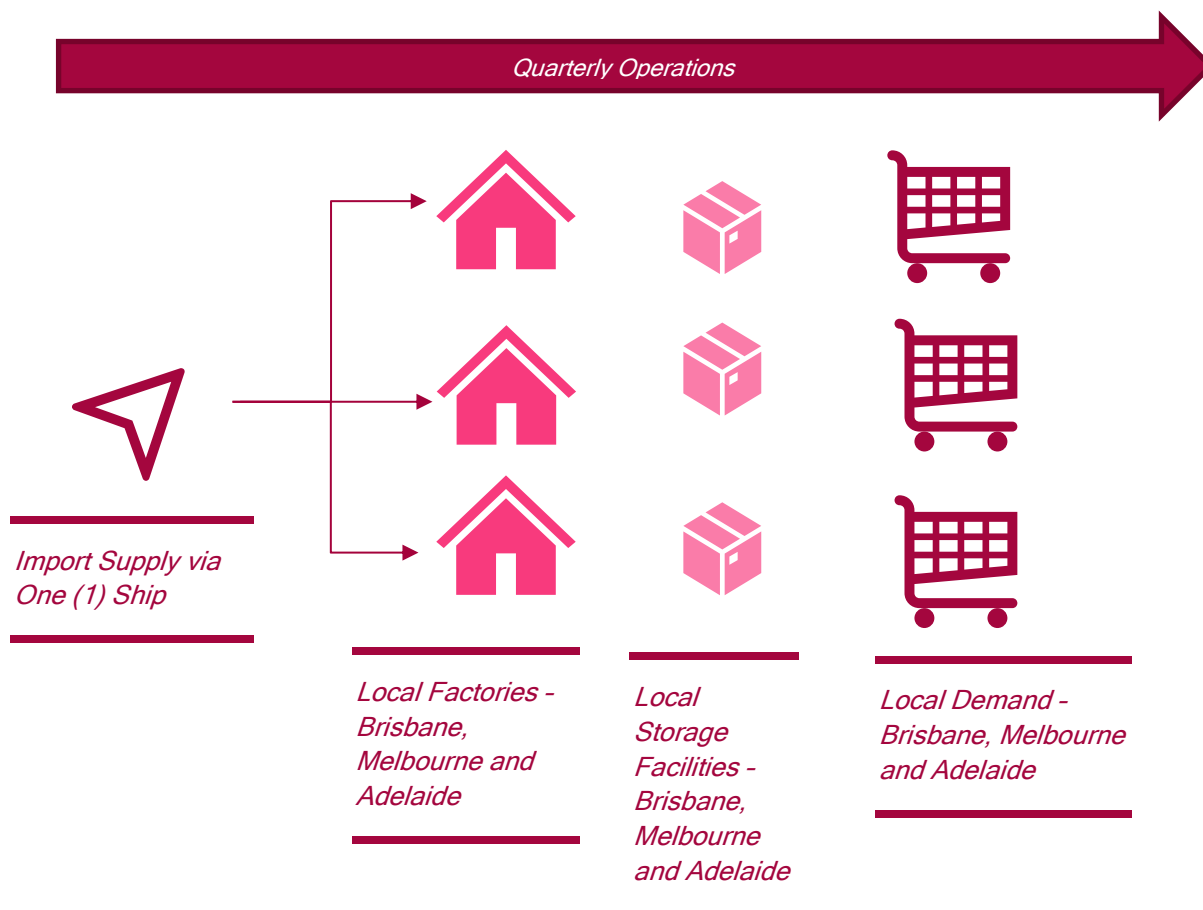 Quarterly Operations
Import Supply via
One (1) Ship
Local Factories -
Brisbane,
Melbourne and
Adelaide
Local
Storage
Facilities -
Brisbane,
Melbourne
and Adelaide
Local Demand -
Brisbane, Melbourne
and Adelaide